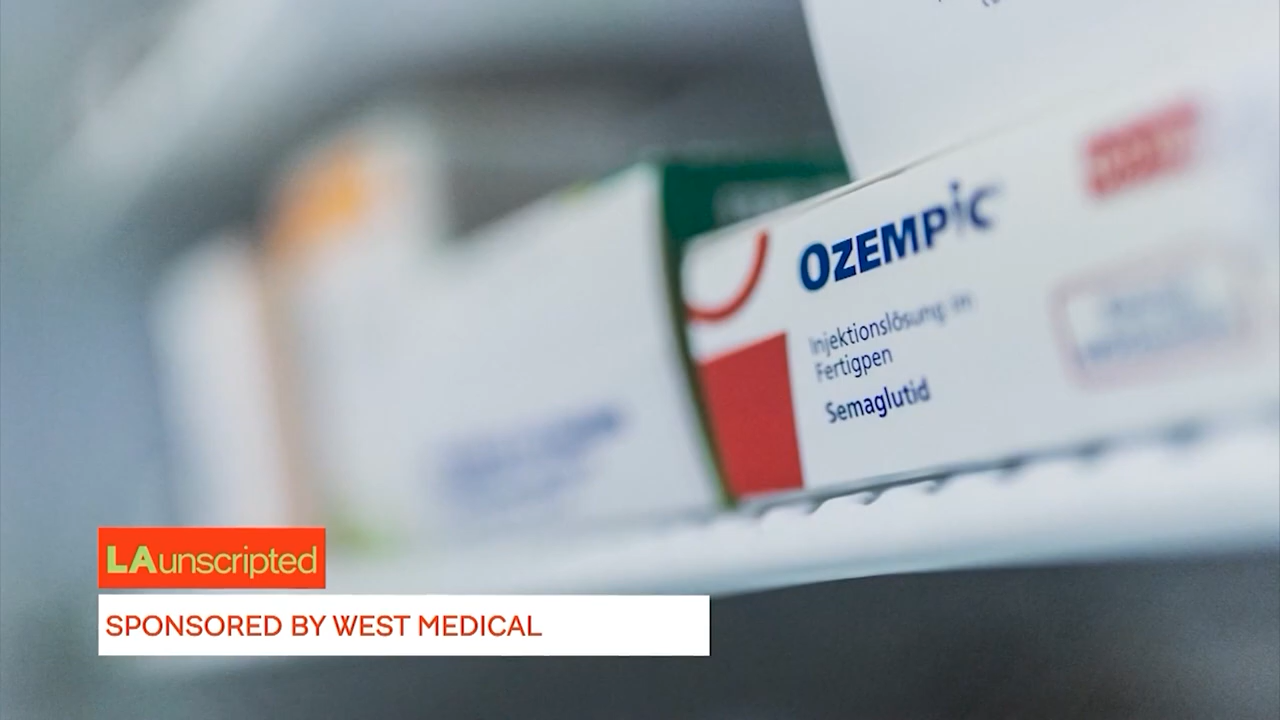 OZEMPIC
Injektionslösung im
Fertigpen
Semaglutid
LAunscripted
SPONSORED BY WEST MEDICAL